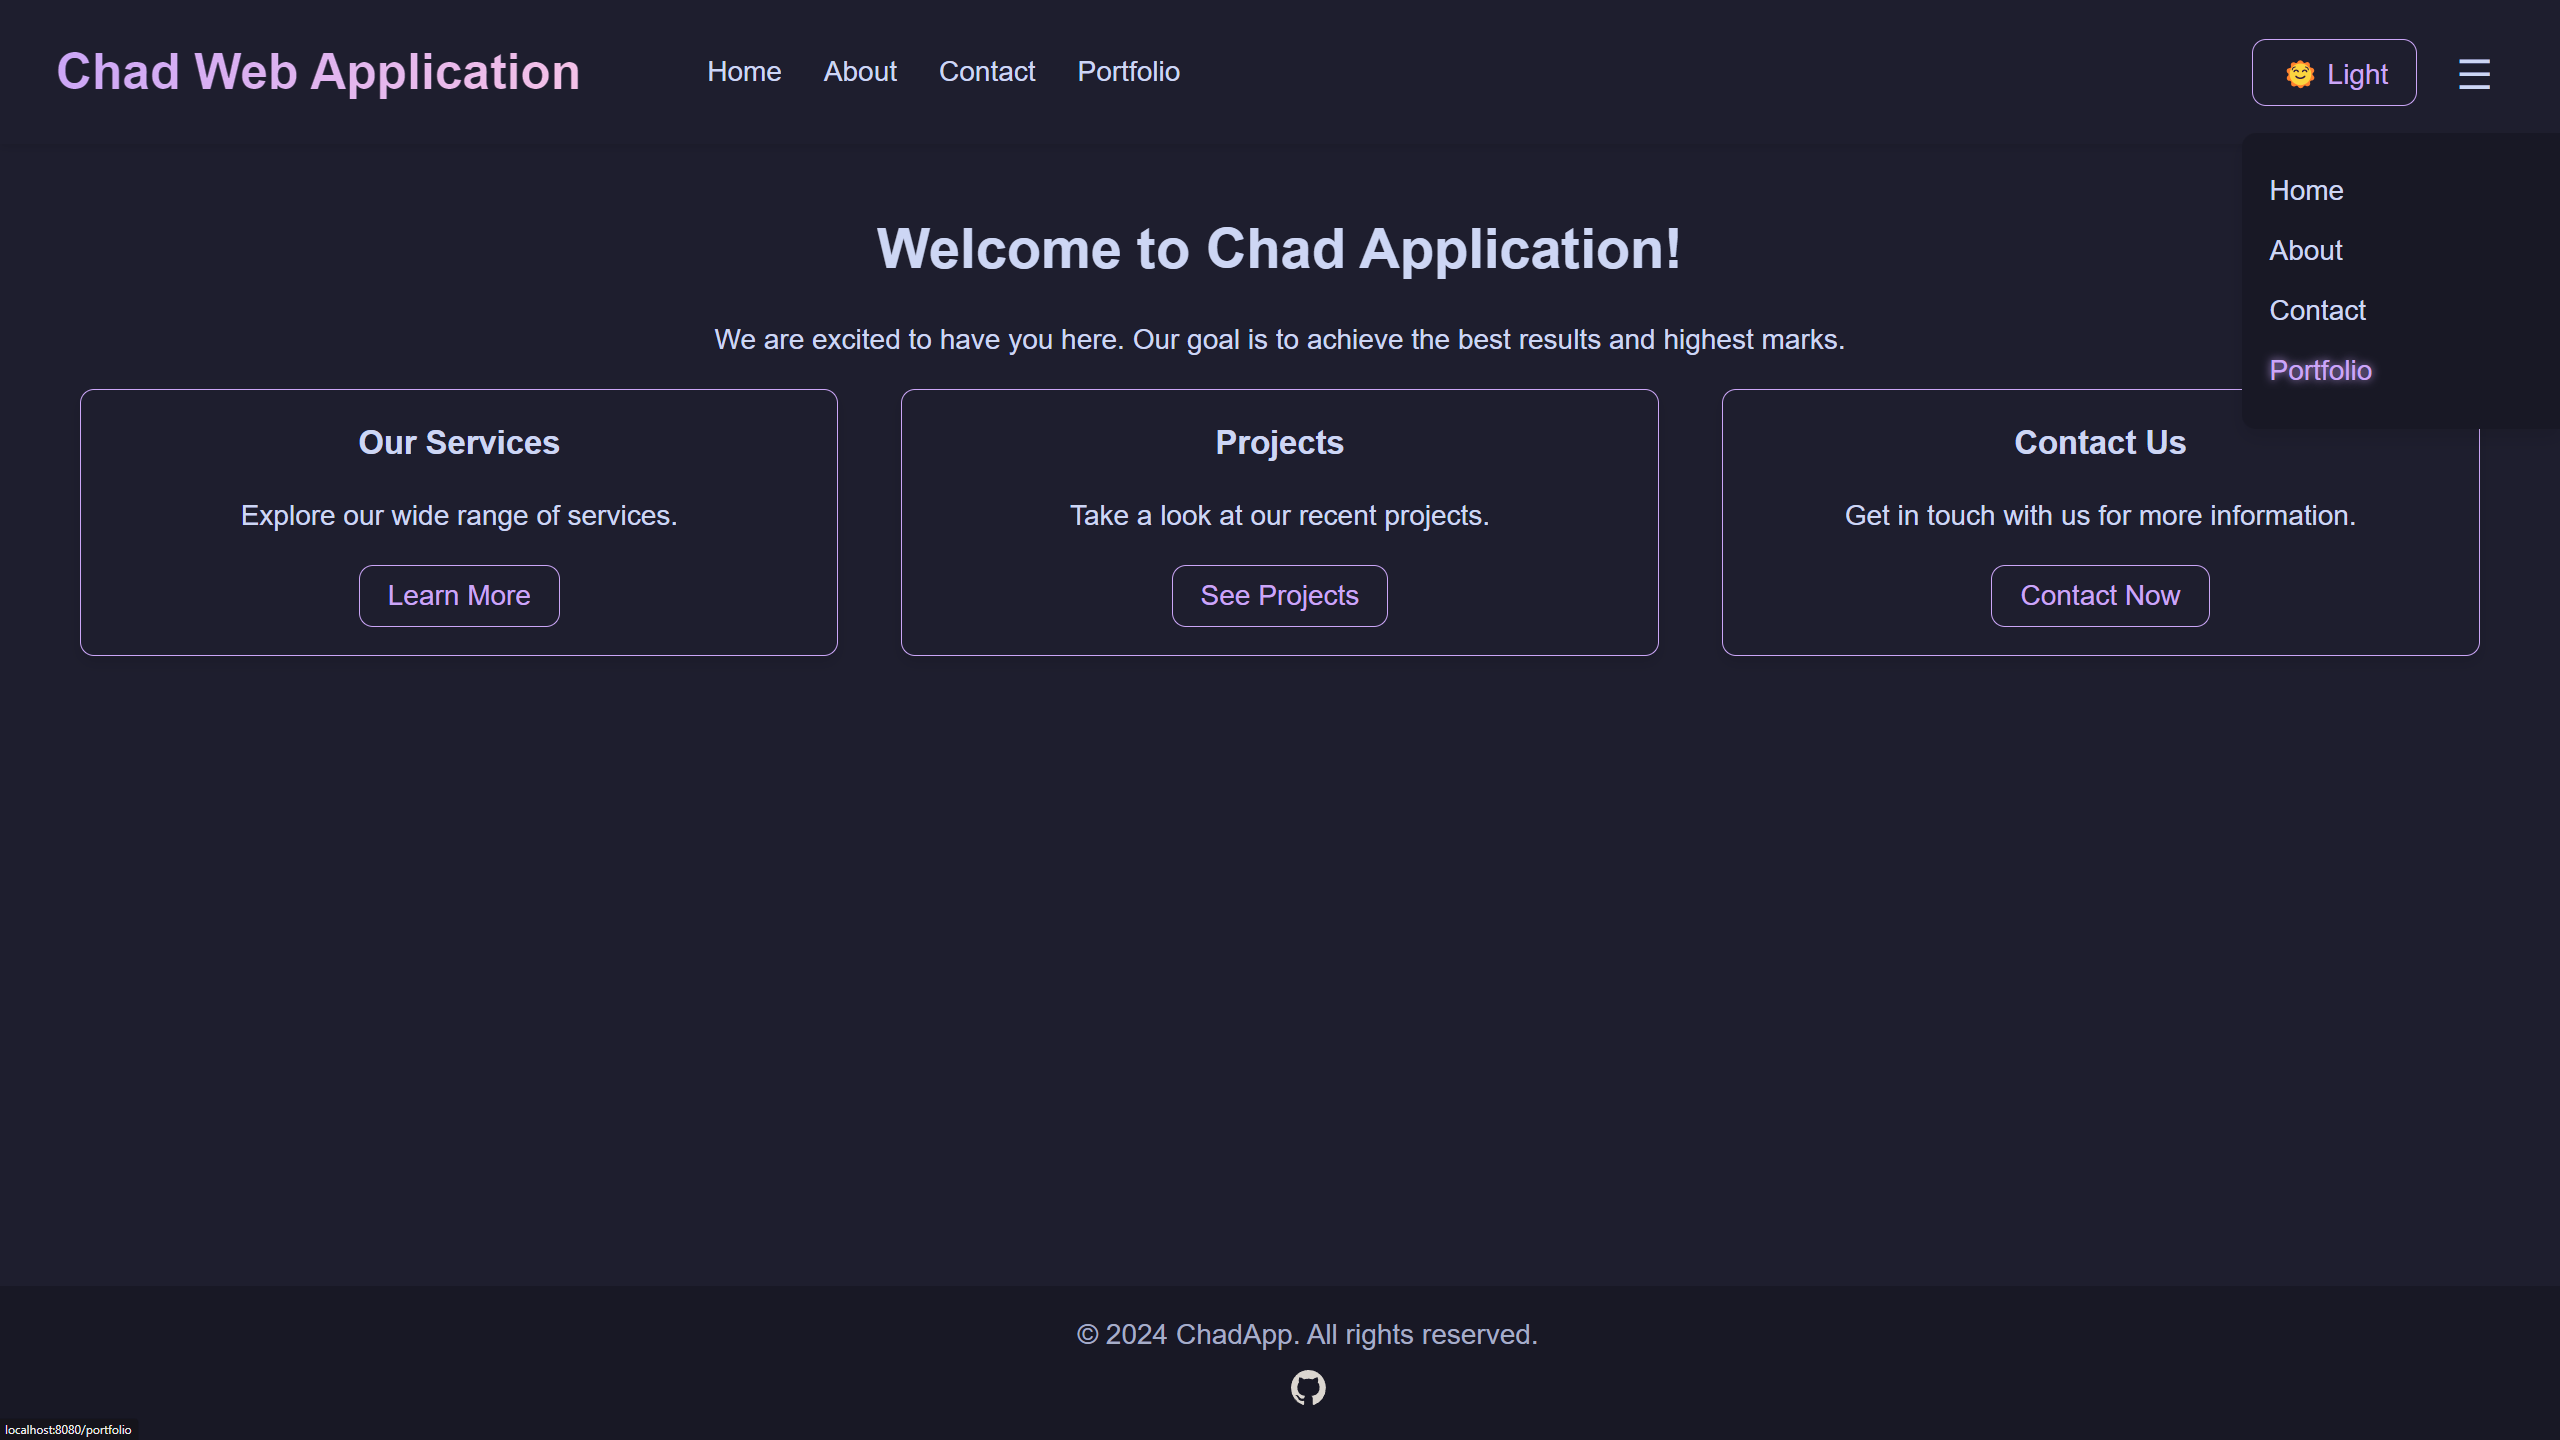 Chad Web Application
Home About Contact Portfolio
🌞 Light
☰
Home
About
Contact
Portfolio
Welcome to Chad Application!
We are excited to have you here. Our goal is to achieve the best results and highest marks.
Our Services
Explore our wide range of services.
Learn More
Projects
Take a look at our recent projects.
See Projects
Contact Us
Get in touch with us for more information.
Contact Now
© 2024 ChadApp. All rights reserved.
localhost:8080/portfolio